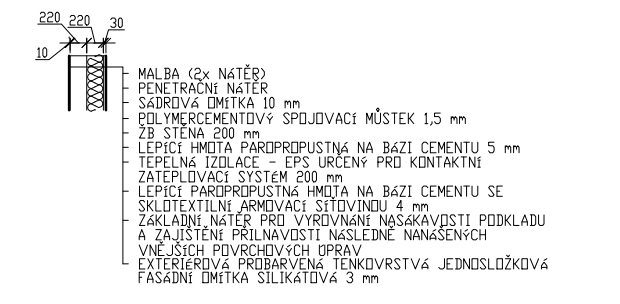 220 220 30
10
MALBA (2x NÁTĚR)
PENETRAČNÍ NÁTĚR
SÁDROVÁ OMÍTKA 10 mm
POLYMERCEMENTOVÝ SPOJOVACÍ MŮSTEK 1,5 mm
ŽB STĚNA 200 mm
LEPÍCÍ HMOTA PAROPROPUSTNÁ NA BÁZI CEMENTU 5 mm
TEPELNÁ IZOLACE - EPS URČENÝ PRO KONTAKTNÍ
ZATEPLOVACÍ SYSTÉM 200 mm
LEPÍCÍ PAROPROPUSTNÁ HMOTA NA BÁZI CEMENTU SE
SKLOTEXTILNÍ ARMOVACÍ SÍŤOVINOU 4 mm
ZÁKLADNÍ NÁTĚR PRO VYROVNÁNÍ NASÁKAVOSTI PODKLADU
A ZAJIŠTĚNÍ PŘILNAVOSTI NÁSLEDNĚ NANÁŠENÝCH
VNĚJŠÍCH POVRCHOVÝCH ÚPRAV
EXTERIÉROVÁ PROBARVENÁ TENKOVRSTVÁ JEDNOSLOŽKOVÁ
FASÁDNÍ OMÍTKA SILIKÁTOVÁ 3 mm